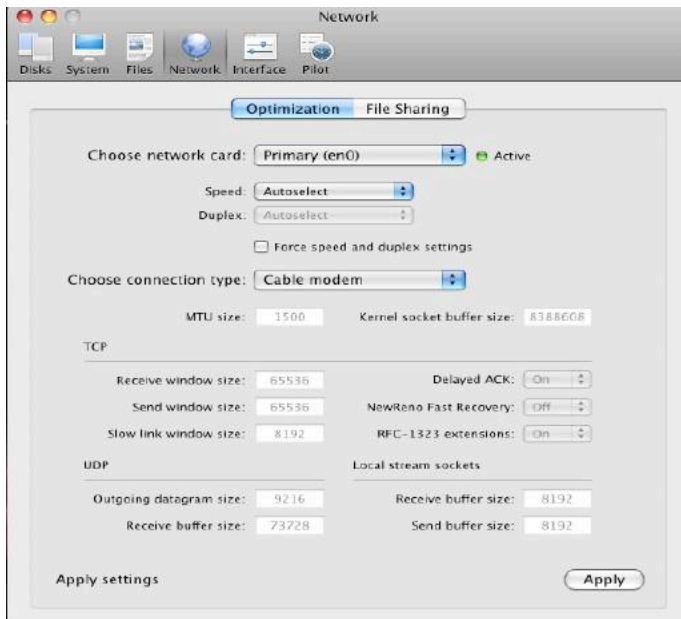 Network
Disks System Files Network Interface Pilot
Optimization File Sharing
Choose network card: Primary (en0) Active
Speed: Autoselect
Duplex: Autoselect
Force speed and duplex settings
Choose connection type: Cable modem
MTU size: 1500 Kernel socket buffer size: 8388608
TCP
Receive window size: 65536 Delayed ACK: On
Send window size: 65536 NewReno Fast Recovery: Off
Slow link window size: 8192 RFC-1323 extensions: On
UDP Local stream sockets
Outgoing datagram size: 9216 Receive buffer size: 8192
Receive buffer size: 73728 Send buffer size: 8192
Apply settings Apply